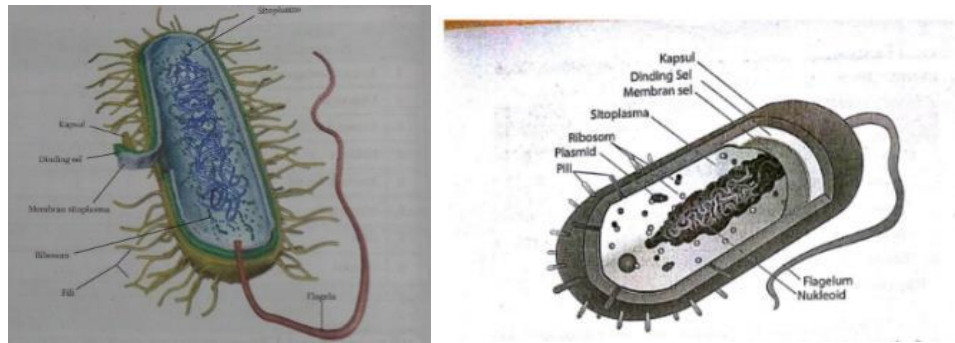 Sitoplasma
Kapsul
Dinding sel
Membran sitoplasma
Ribosom
Pili
Flagela
Kapsul
Dinding Sel
Membran sel
Sitoplasma
Ribosom
Plasmid
Pili
Flagelum
Nukleoid